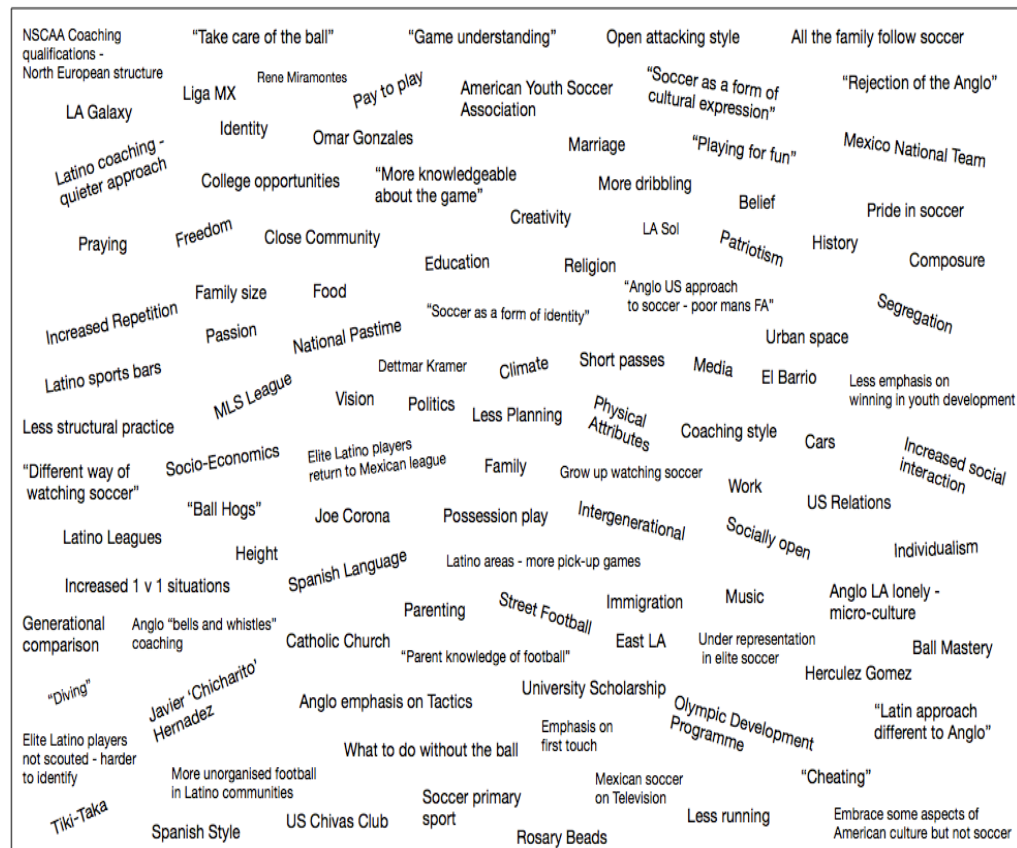 NSCAA Coaching
qualifications -
North European structure
“Take care of the ball”
“Game understanding”
Open attacking style
All the family follow soccer
LA Galaxy
Liga MX
Rene Miramontes
Pay to play
American Youth Soccer
Association
“Soccer as a form of
cultural expression”
“Rejection of the Anglo”
Identity
Omar Gonzales
Marriage
“Playing for fun”
Mexico National Team
Latino coaching -
quieter approach
College opportunities
“More knowledgeable
about the game”
More dribbling
Belief
Pride in soccer
Praying
Freedom
Close Community
Creativity
LA Sol
Patriotism
History
Composure
Education
Religion
Family size
Food
“Anglo US approach
to soccer - poor mans FA”
Segregation
Increased Repetition
Passion
National Pastime
“Soccer as a form of identity”
Urban space
Latino sports bars
MLS League
Dettmar Kramer
Climate
Short passes
Media
El Barrio
Less emphasis on
winning in youth development
Vision
Politics
Less Planning
Physical
Attributes
Coaching style
Cars
Increased social
interaction
Less structural practice
“Different way of
watching soccer”
Socio-Economics
Elite Latino players
return to Mexican league
Family
Grow up watching soccer
Work
US Relations
“Ball Hogs”
Joe Corona
Possession play
Intergenerational
Socially open
Individualism
Latino Leagues
Height
Spanish Language
Latino areas - more pick-up games
Increased 1 v 1 situations
Parenting
Street Football
Immigration
Music
Anglo LA lonely -
micro-culture
Generational
comparison
Anglo “bells and whistles”
coaching
Catholic Church
“Parent knowledge of football”
East LA
Under representation
in elite soccer
Ball Mastery
Herculez Gomez
“Diving”
Javier ‘Chicharito’
Hernadez
Anglo emphasis on Tactics
University Scholarship
Olympic Development
Programme
“Latin approach
different to Anglo”
Elite Latino players
not scouted - harder
to identify
What to do without the ball
Emphasis on
first touch
More unorganised football
in Latino communities
Mexican soccer
on Television
“Cheating”
Tiki-Taka
Spanish Style
US Chivas Club
Soccer primary
sport
Rosary Beads
Less running
Embrace some aspects of
American culture but not soccer